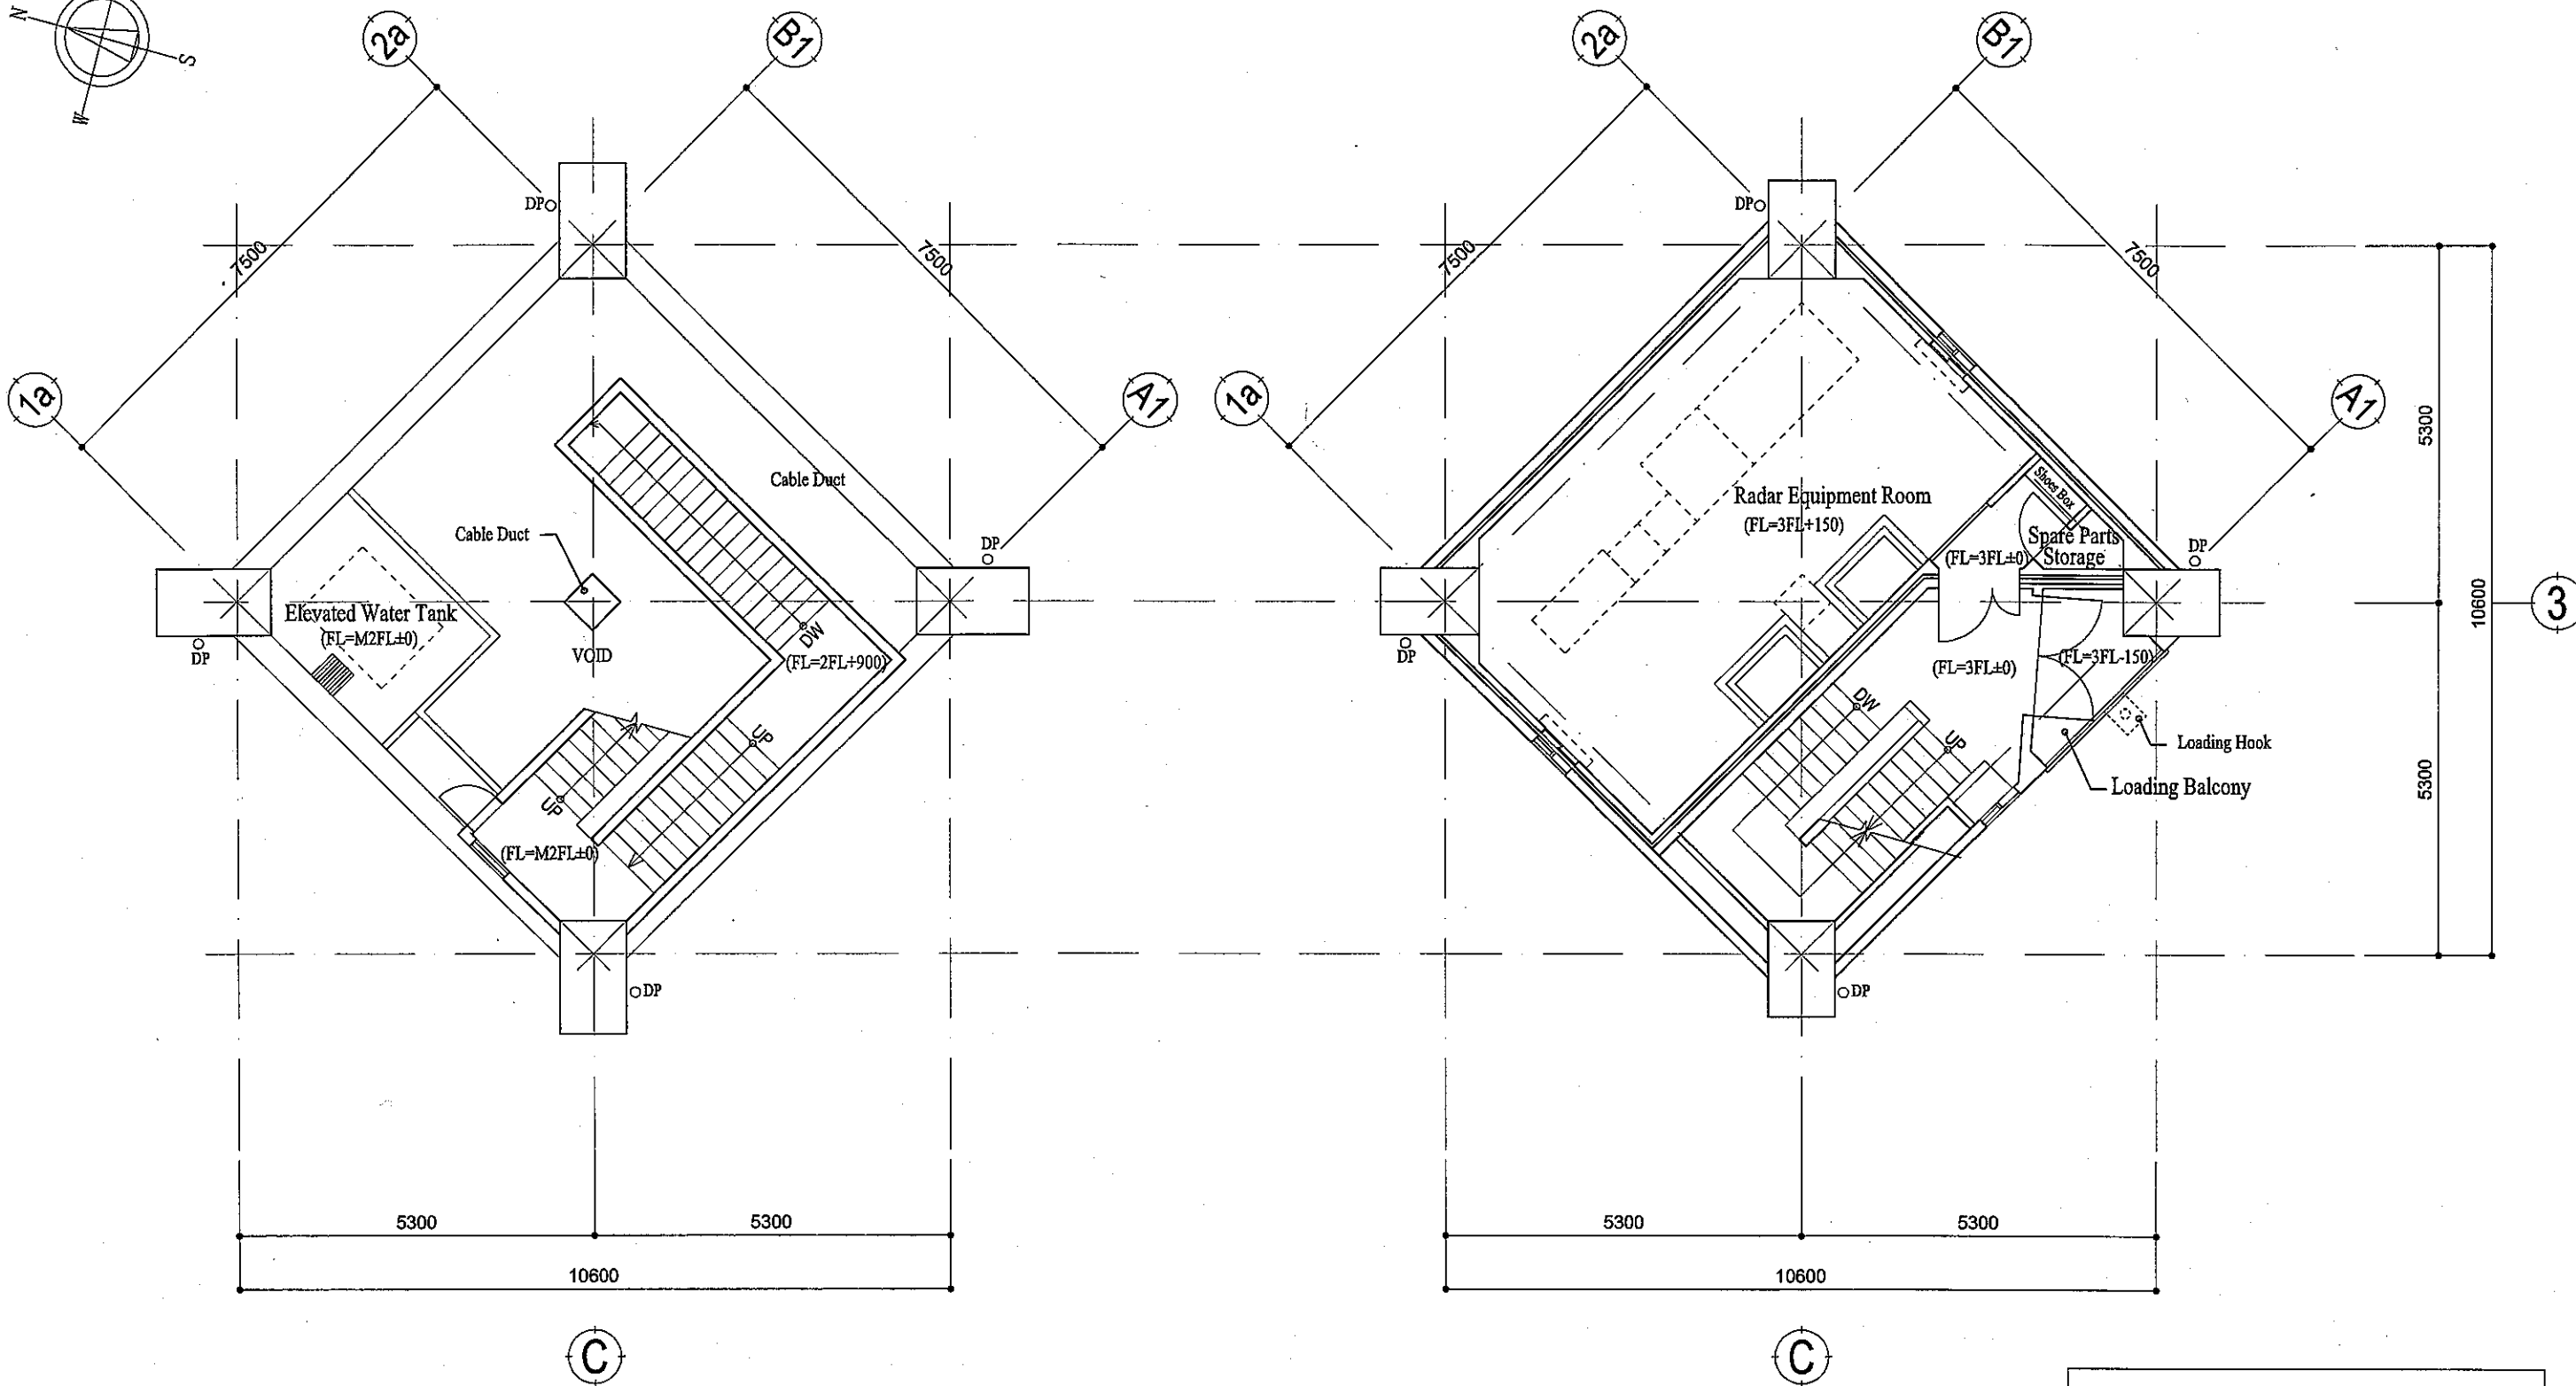 N
S
W
2a
B1
1a
A1
7500
7500
DP
DP
DP
DP
Cable Duct
Cable Duct
Elevated Water Tank
(FL=M2FL±0)
VOID
DW
(FL=2FL+900)
UP
UP
(FL=M2FL±0)
5300
5300
10600
C
2a
B1
1a
A1
7500
7500
DP
DP
DP
DP
Radar Equipment Room
(FL=3FL+150)
Shoes Box
Spare Parts
Storage
(FL=3FL±0)
(FL=3FL±0)
(FL=3FL-150)
DW
UP
Loading Hook
Loading Balcony
5300
5300
10600
3
5300
5300
10600
C